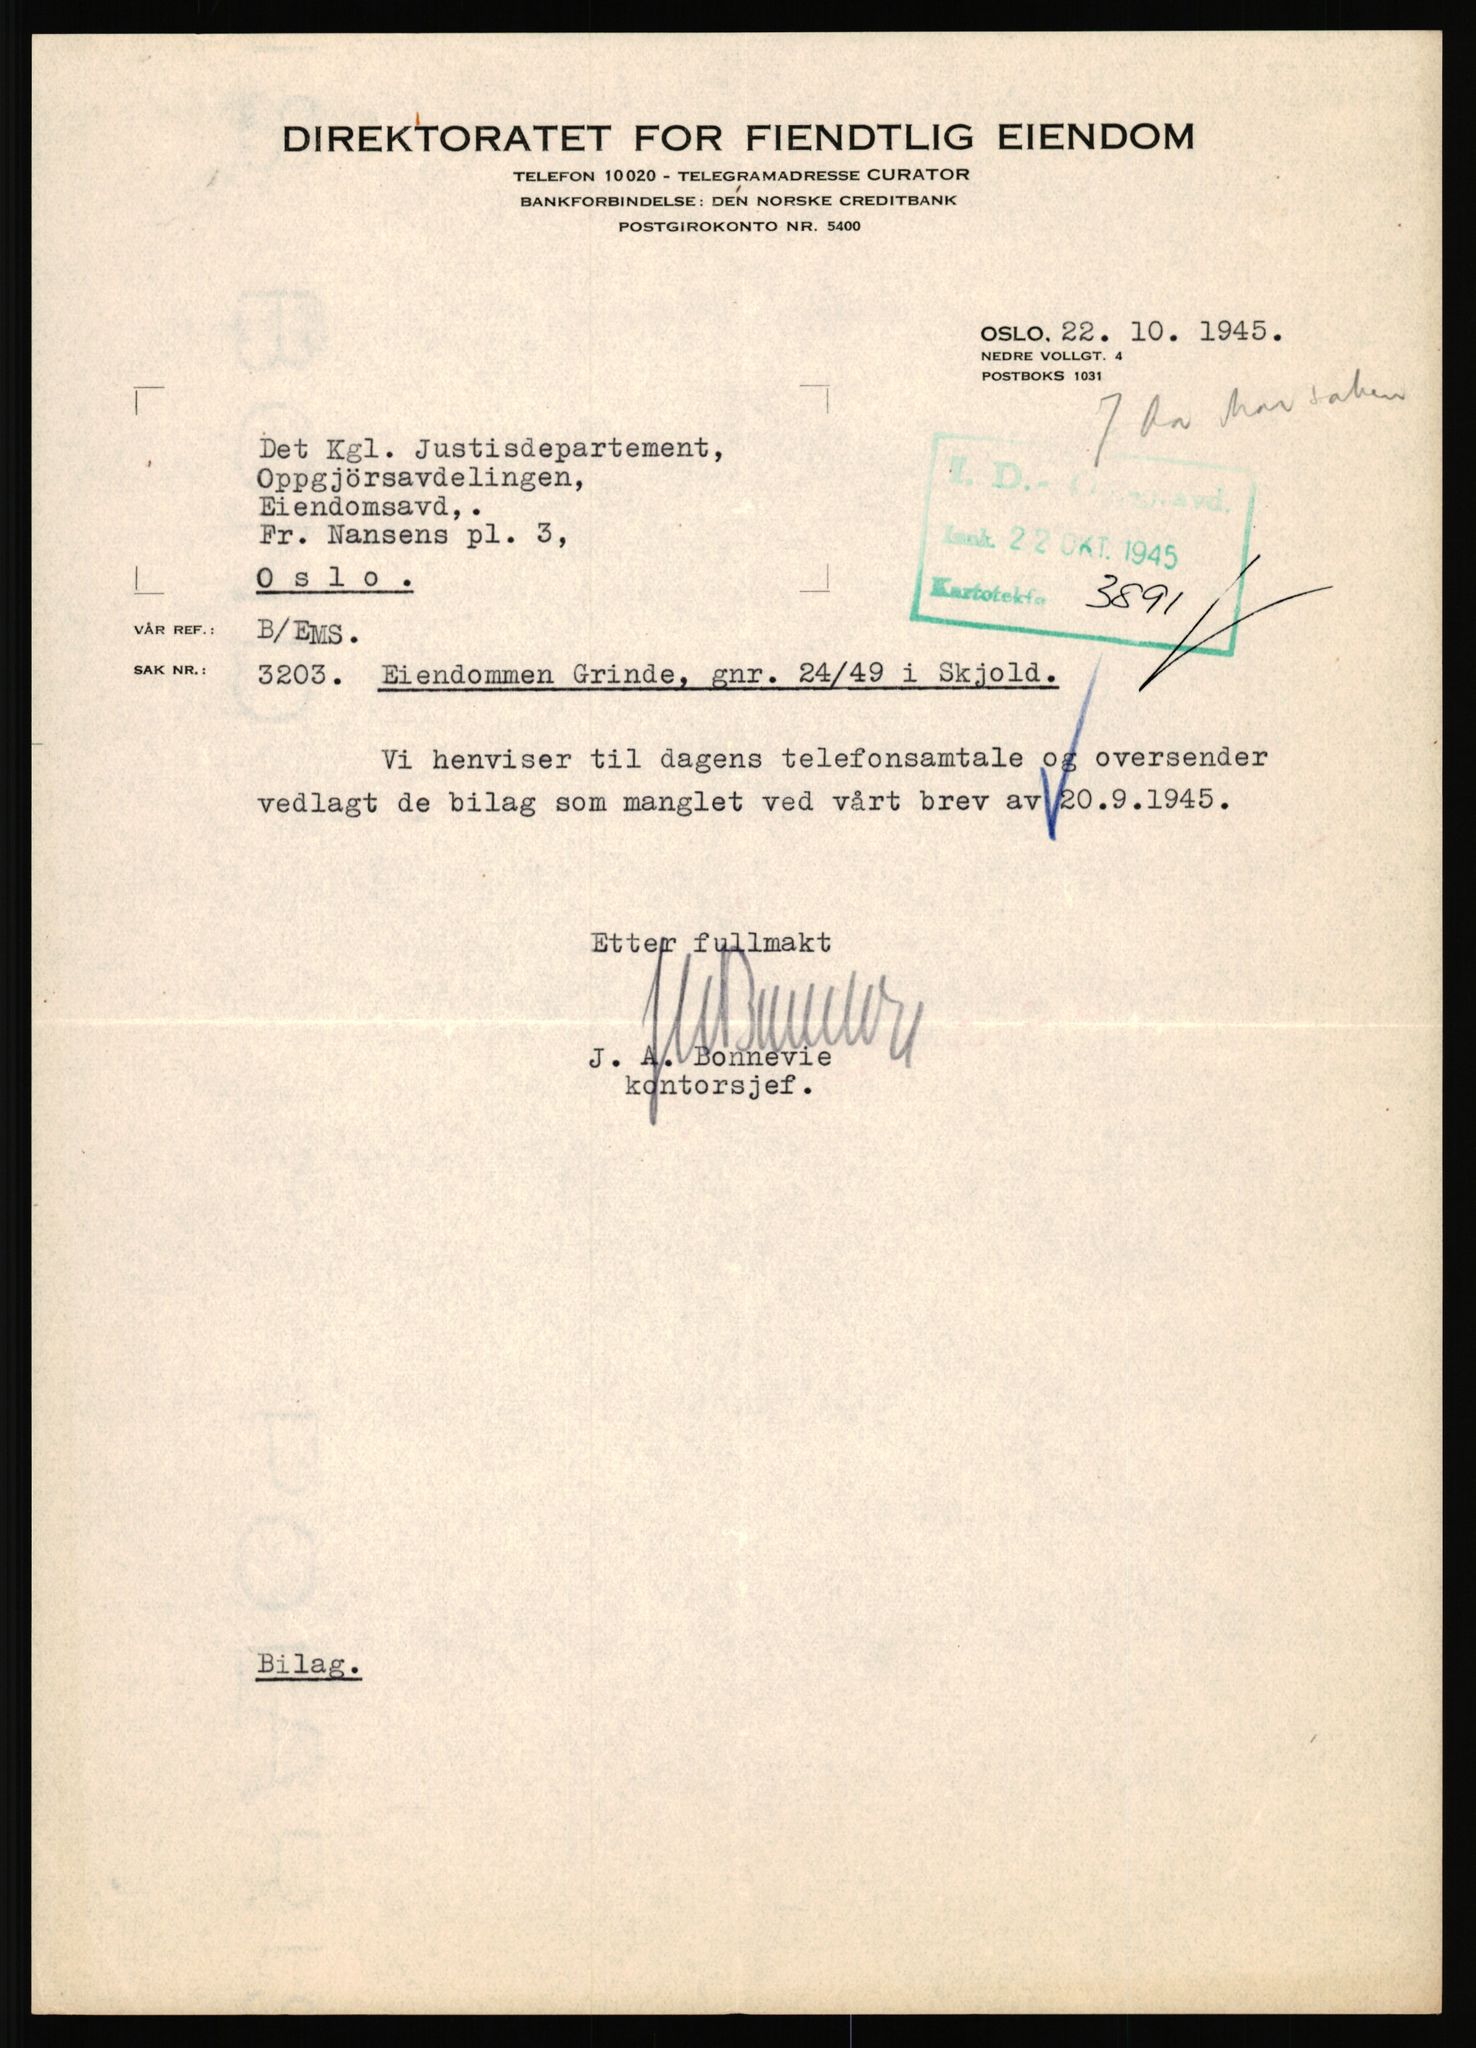 DIREKTORATET FOR FIENDTLIG EIENDOM
TELEFON 10020 - TELEGRAMADRESSE CURATOR
BANKFORBINDELSE: DEN NORSKE CREDITBANK
POSTGIROKONTO NR. 5400
OSLO, 22. 10. 1945.
NEDRE VOLLGT. 4
POSTBOKS 1031
har saken
Det Kgl. Justisdepartement,
Oppgjörsavdelingen,
Eiendomsavd,.
Fr. Nansens pl. 3,
O s l o .
D.-
22 OKT. 1945
3891
VÅR REF.: B/EMS.
SAK NR.: 3203. Eiendommen Grinde, gnr. 24/49 i Skjold.
Vi henviser til dagens telefonsamtale og oversender
vedlagt de bilag som manglet ved vårt brev av 20.9.1945.
Etter fullmakt
J. A. Bonnevie
kontorsjef.
Bilag.